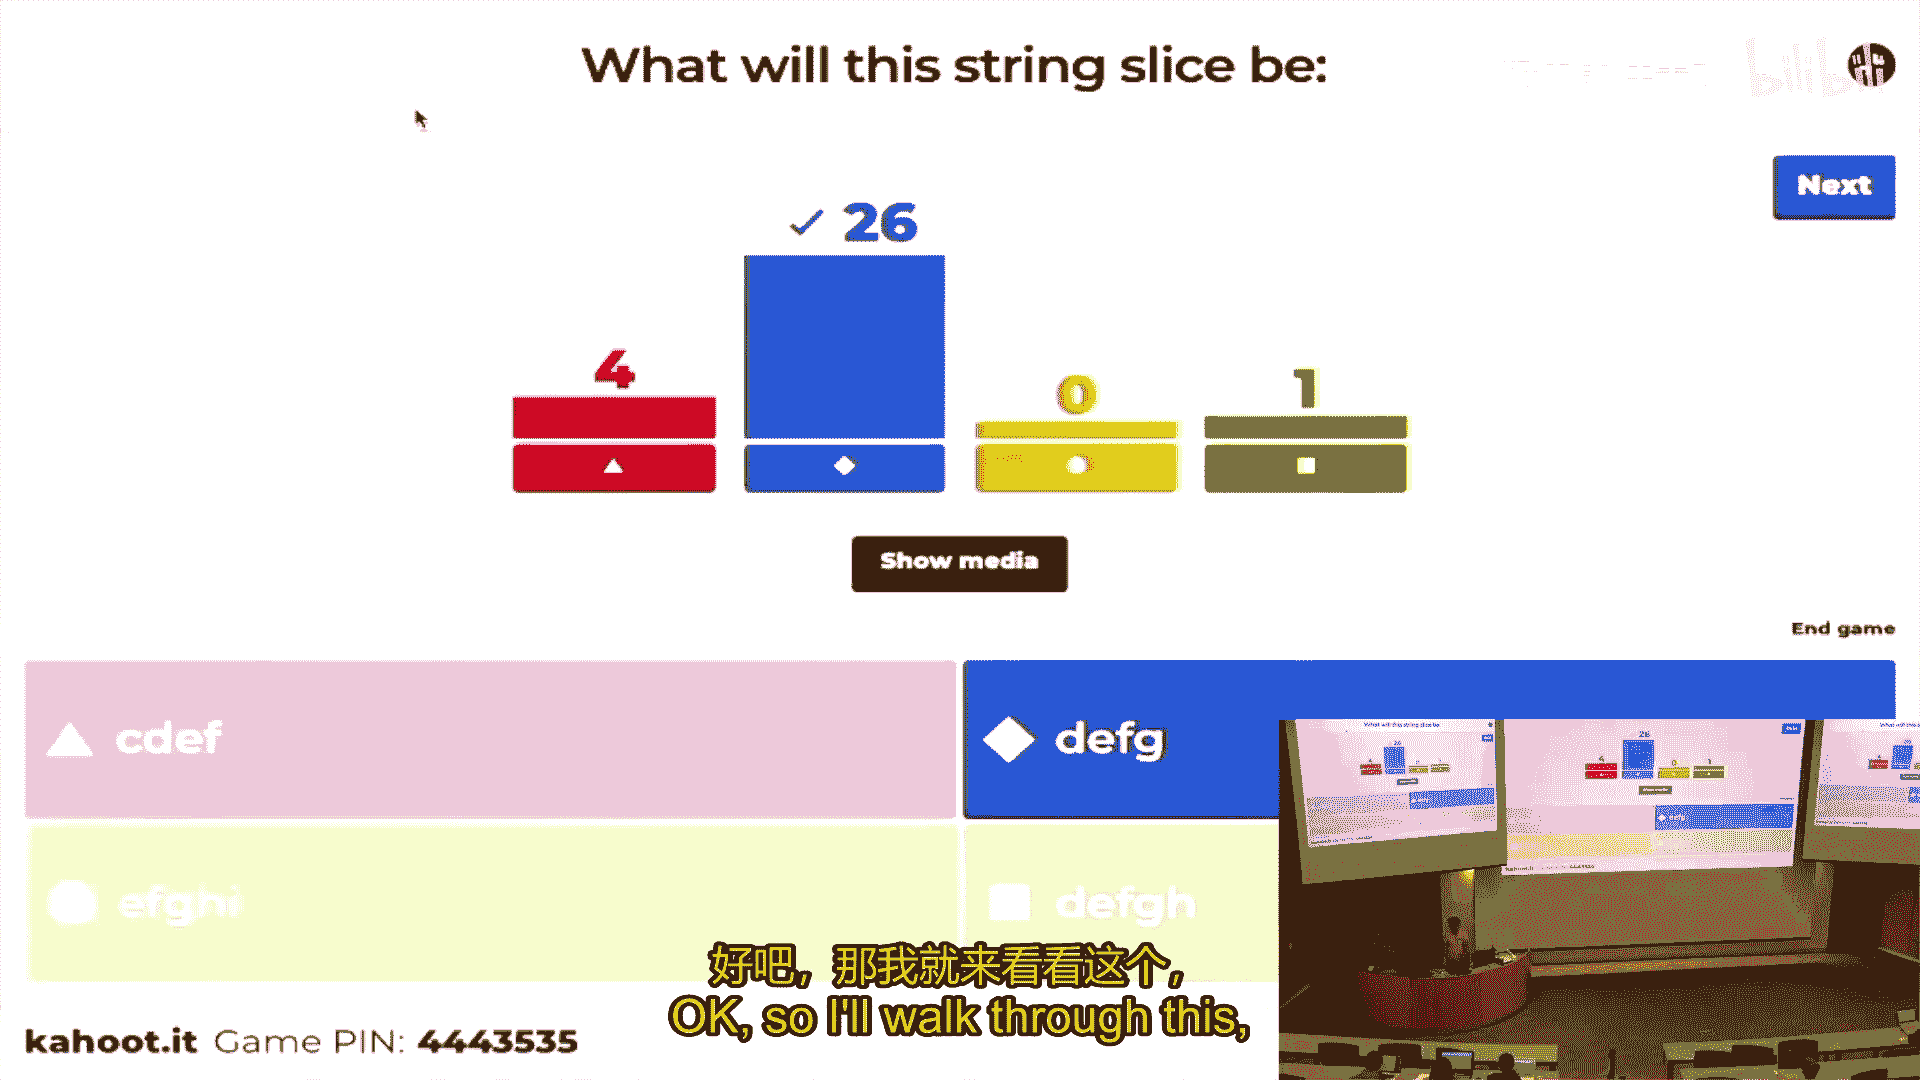 What will this string slice be:
bilibili
Next
26
4
0
1
Show media
End game
cdef
defg
efghi
defgh
好吧，那我就来看看这个，
OK, so I'll walk through this,
kahoot.it Game PIN: 4443535